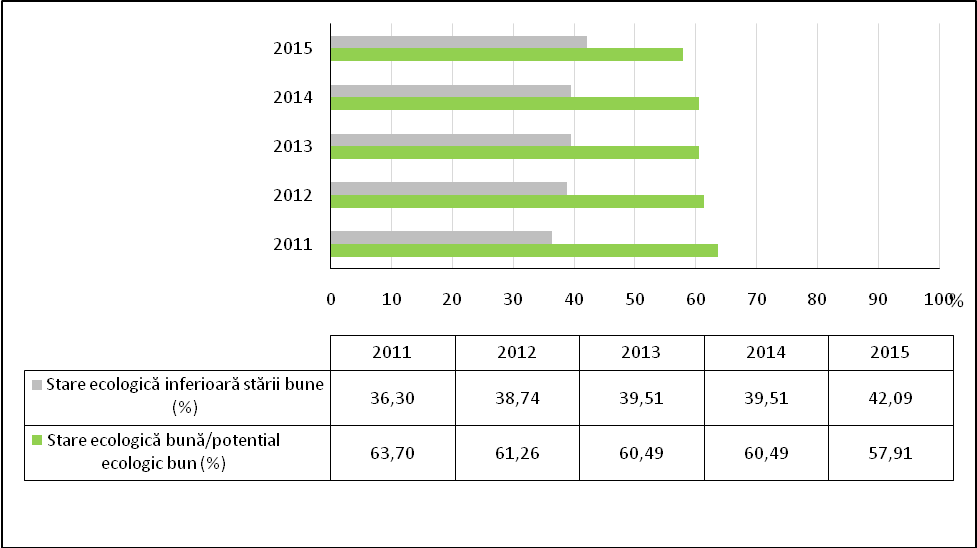 2015
2014
2013
2012
2011
0 10 20 30 40 50 60 70 80 90 100 %
2011 2012 2013 2014 2015
Stare ecologică inferioară stării bune
(%)
36,30 38,74 39,51 39,51 42,09
Stare ecologică bună/potential
ecologic bun (%)
63,70 61,26 60,49 60,49 57,91